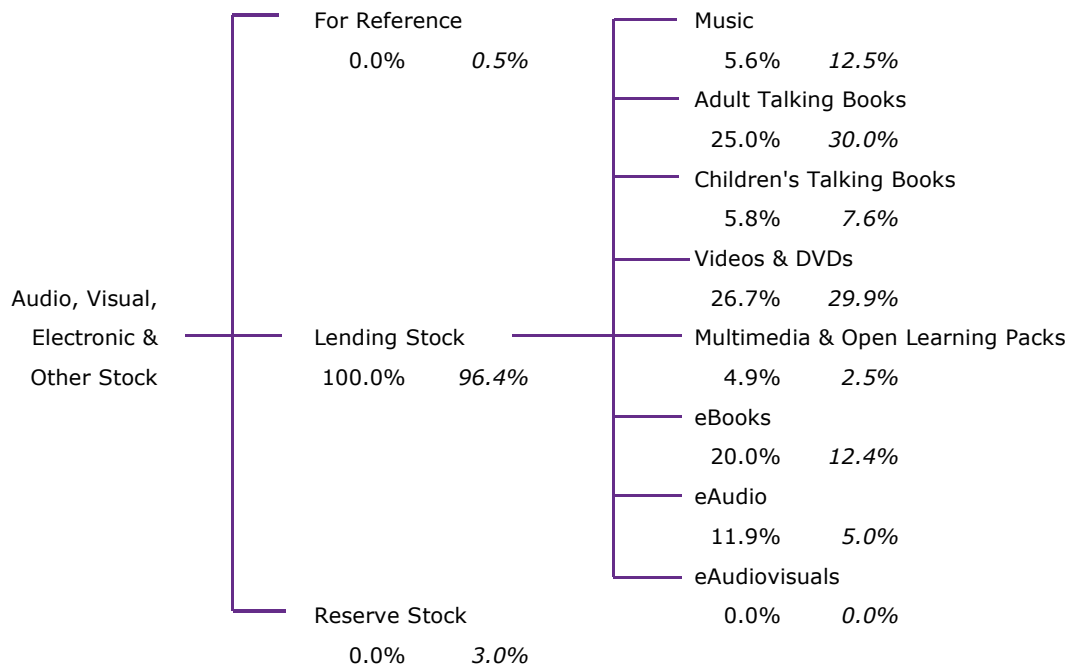 Audio, Visual,
Electronic &
Other Stock
For Reference
0.0% 0.5%
Lending Stock
100.0% 96.4%
Reserve Stock
0.0% 3.0%
Music
5.6% 12.5%
Adult Talking Books
25.0% 30.0%
Children's Talking Books
5.8% 7.6%
Videos & DVDs
26.7% 29.9%
Multimedia & Open Learning Packs
4.9% 2.5%
eBooks
20.0% 12.4%
eAudio
11.9% 5.0%
eAudiovisuals
0.0% 0.0%